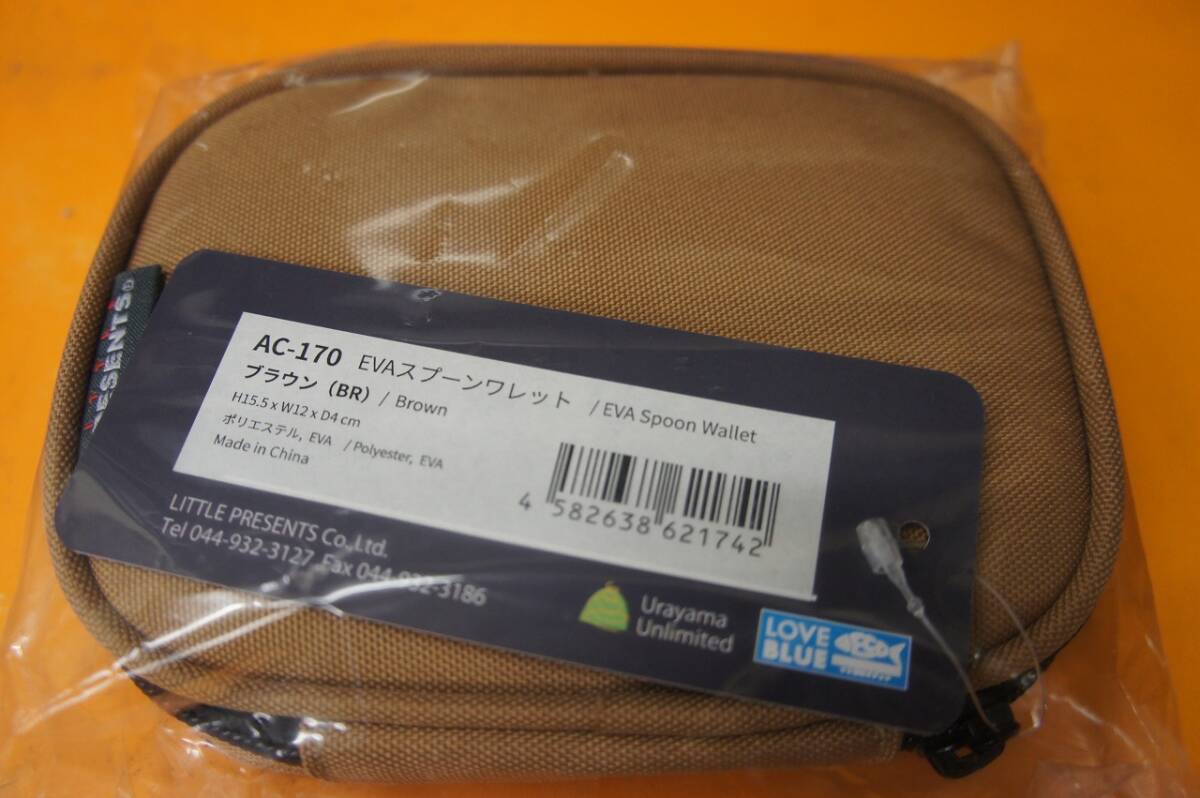 ESENTS
AC-170 EVAスプーンワレット / EVA Spoon Wallet
ブラウン（BR）/ Brown
H15.5 x W12 x D4 cm
ポリエステル, EVA / Polyester, EVA
Made in China
4 582638 621742
LITTLE PRESENTS Co.,Ltd.
Tel 044-932-3127 Fax 044-932-3186
Urayama
Unlimited
LOVE
BLUE